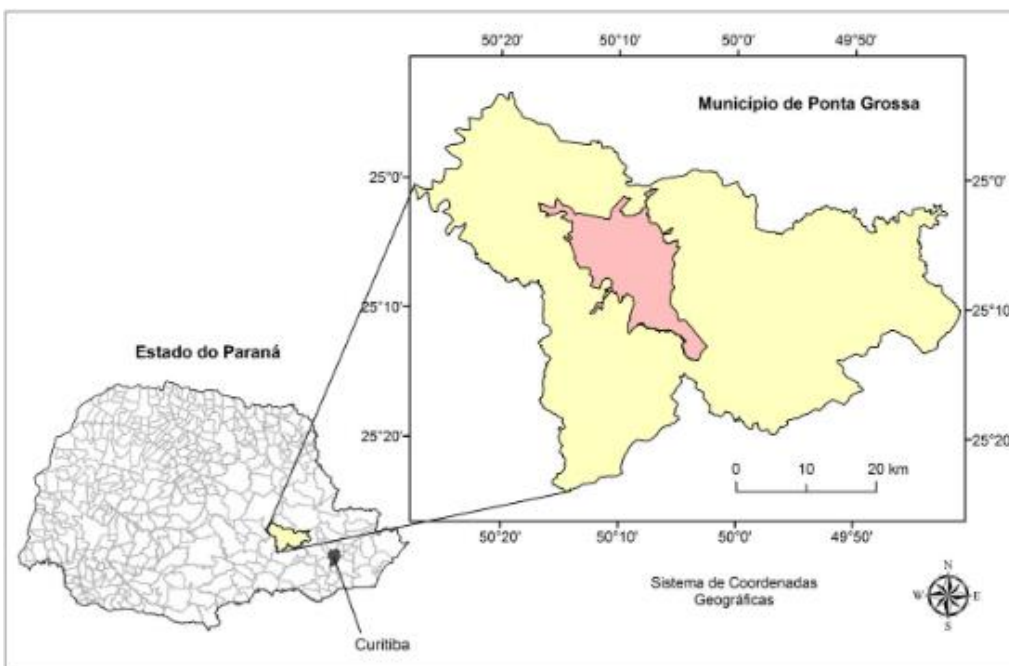 50°20' 50°10' 50°0' 49°50'
Município de Ponta Grossa
25°0' 25°0'
25°10' 25°10'
Estado do Paraná
25°20' 25°20'
0 10 20 km
50°20' 50°10' 50°0' 49°50'
Sistema de Coordenadas
Geográficas
N
W E
S
Curitiba